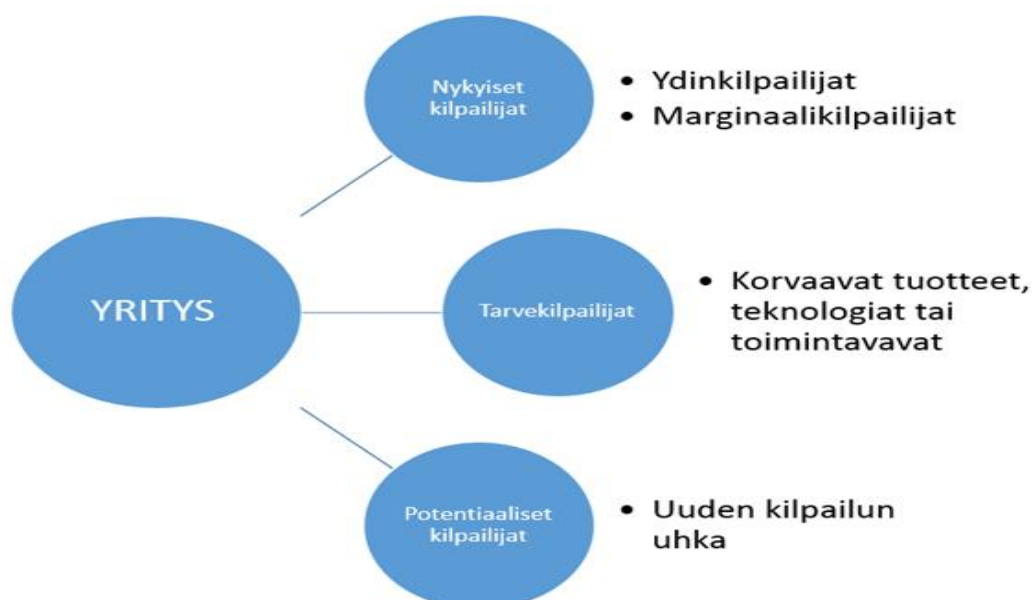 YRITYS
Nykyiset
kilpailijat
• Ydinkilpailijat
• Marginaalikilpailijat
Tarvekilpailijat
• Korvaavat tuotteet,
teknologiat tai
toimintavavat
Potentiaaliset
kilpailijat
• Uuden kilpailun
uhka